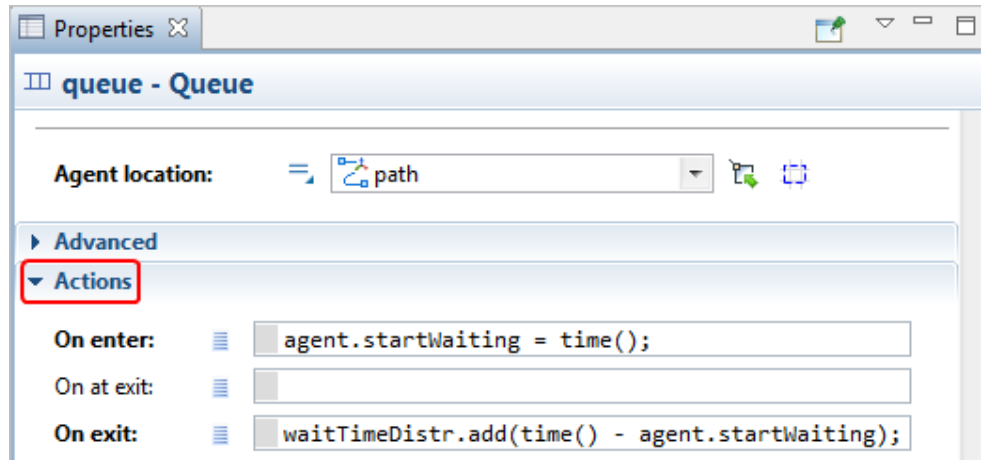 Properties
queue - Queue
Agent location: path
Advanced
Actions
On enter: agent.startWaiting = time();
On at exit:
On exit: waitTimeDistr.add(time() - agent.startWaiting);